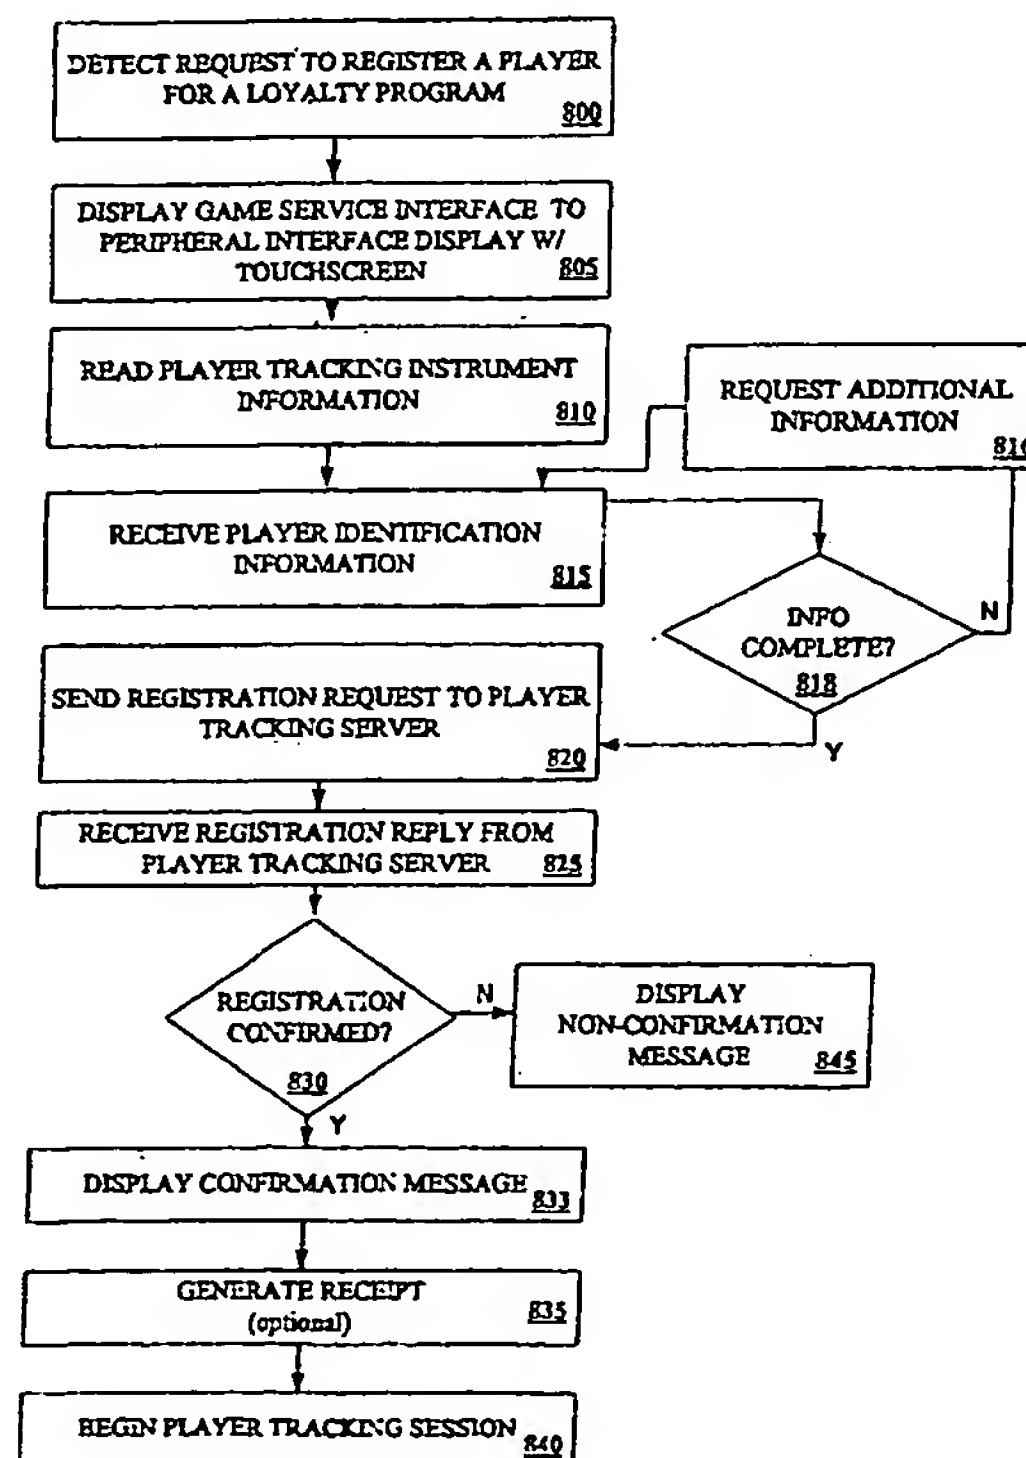 DETECT REQUEST TO REGISTER A PLAYER
FOR A LOYALTY PROGRAM
800
DISPLAY GAME SERVICE INTERFACE TO
PERIPHERAL INTERFACE DISPLAY W/
TOUCHSCREEN
805
READ PLAYER TRACKING INSTRUMENT
INFORMATION
810
REQUEST ADDITIONAL
INFORMATION
RECEIVE PLAYER IDENTIFICATION
INFORMATION
815
INFO
COMPLETE?
818
N
Y
SEND REGISTRATION REQUEST TO PLAYER
TRACKING SERVER
820
RECEIVE REGISTRATION REPLY FROM
PLAYER TRACKING SERVER
825
REGISTRATION
CONFIRMED?
830
N
Y
DISPLAY
NON-CONFIRMATION
MESSAGE
845
DISPLAY CONFIRMATION MESSAGE
833
GENERATE RECEIPT
(optional)
835
BEGIN PLAYER TRACKING SESSION
840